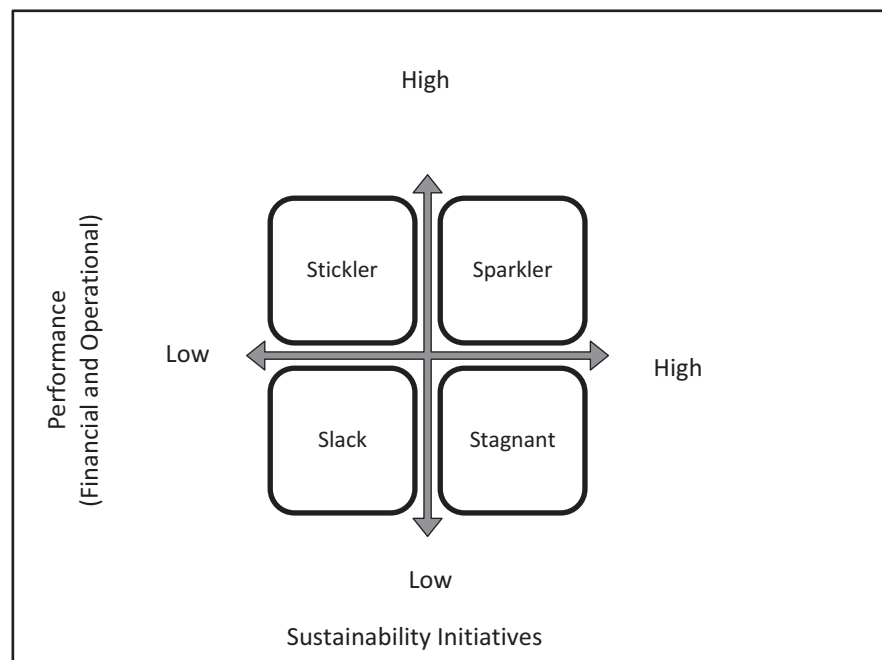 High
Stickler
Sparkler
Performance
(Financial and Operational)
Low
High
Slack
Stagnant
Low
Sustainability Initiatives